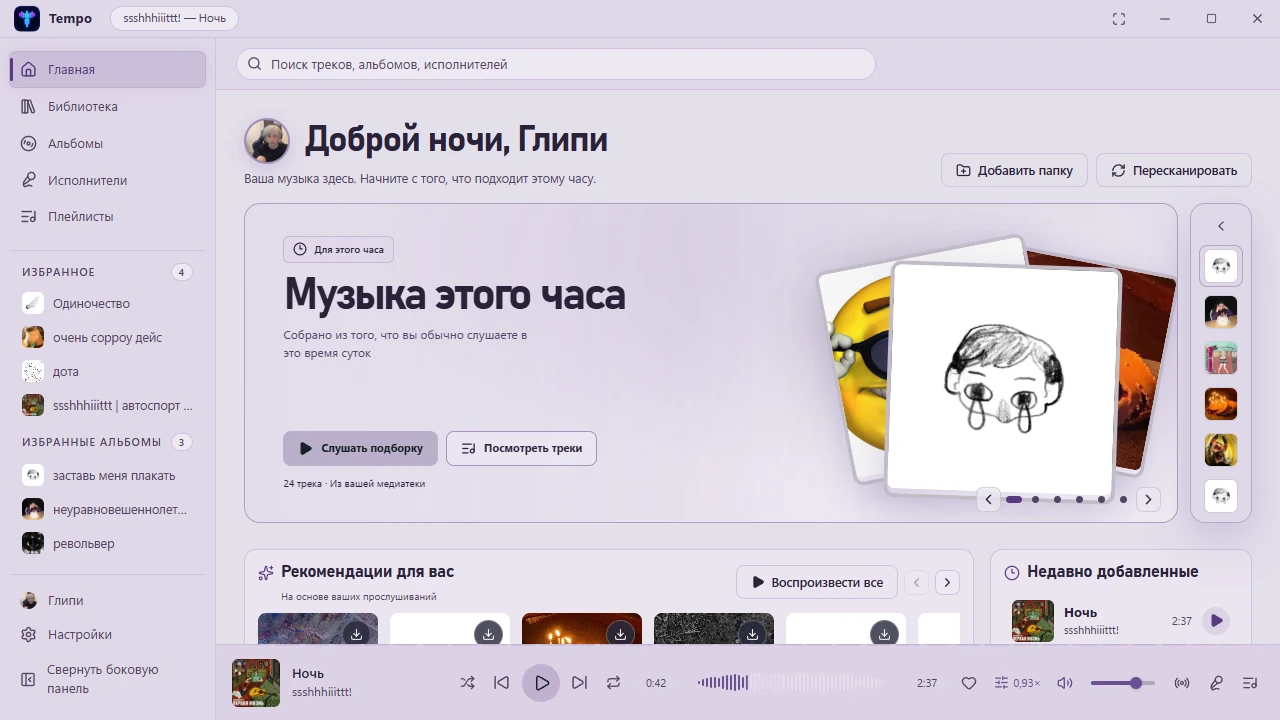 Tempo
ssshhhiiittt! — Ночь
Главная
Библиотека
Альбомы
Исполнители
Плейлисты
ИЗБРАННОЕ 4
Одиночество
очень сорроу дейс
дота
ssshhhiiittt | автоспорт ...
ИЗБРАННЫЕ АЛЬБОМЫ 3
заставь меня плакать
неуравновешеннолет...
револьвер
Глипи
Настройки
Свернуть боковую
панель
Поиск треков, альбомов, исполнителей
Доброй ночи, Глипи
Ваша музыка здесь. Начните с того, что подходит этому часу.
Добавить папку
Пересканировать
Для этого часа
Музыка этого часа
Собрано из того, что вы обычно слушаете в
это время суток
Слушать подборку
Посмотреть треки
24 трека · Из вашей медиатеки
Рекомендации для вас
На основе ваших прослушиваний
Воспроизвести все
Недавно добавленные
Ночь
ssshhhiiittt!
2:37
Ночь
ssshhhiiittt!
0:42
2:37
0,93×